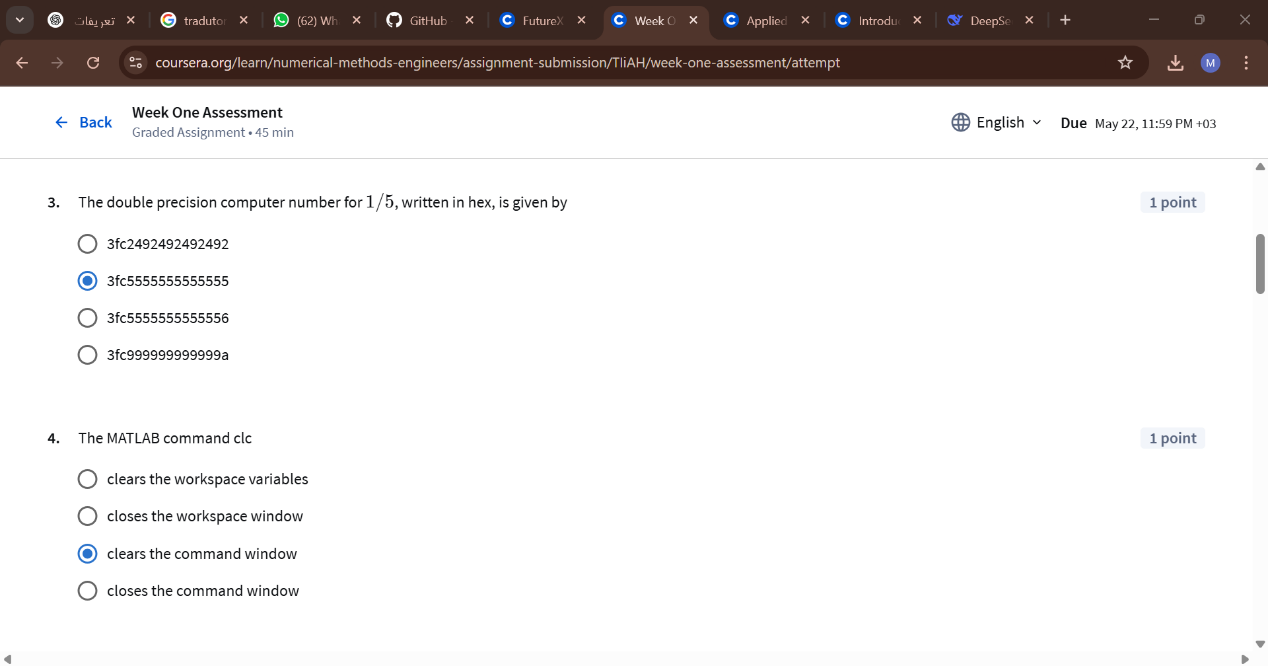 تعريفات
tradutor
(62) Wh
GitHub
FutureX
Week O
Applied
Introdu
DeepSe
coursera.org/learn/numerical-methods-engineers/assignment-submission/TliAH/week-one-assessment/attempt
M
Back
Week One Assessment
Graded Assignment • 45 min
English
Due May 22, 11:59 PM +03
3. The double precision computer number for 1/5, written in hex, is given by
1 point
3fc2492492492492
3fc5555555555555
3fc5555555555556
3fc999999999999a
4. The MATLAB command clc
1 point
clears the workspace variables
closes the workspace window
clears the command window
closes the command window